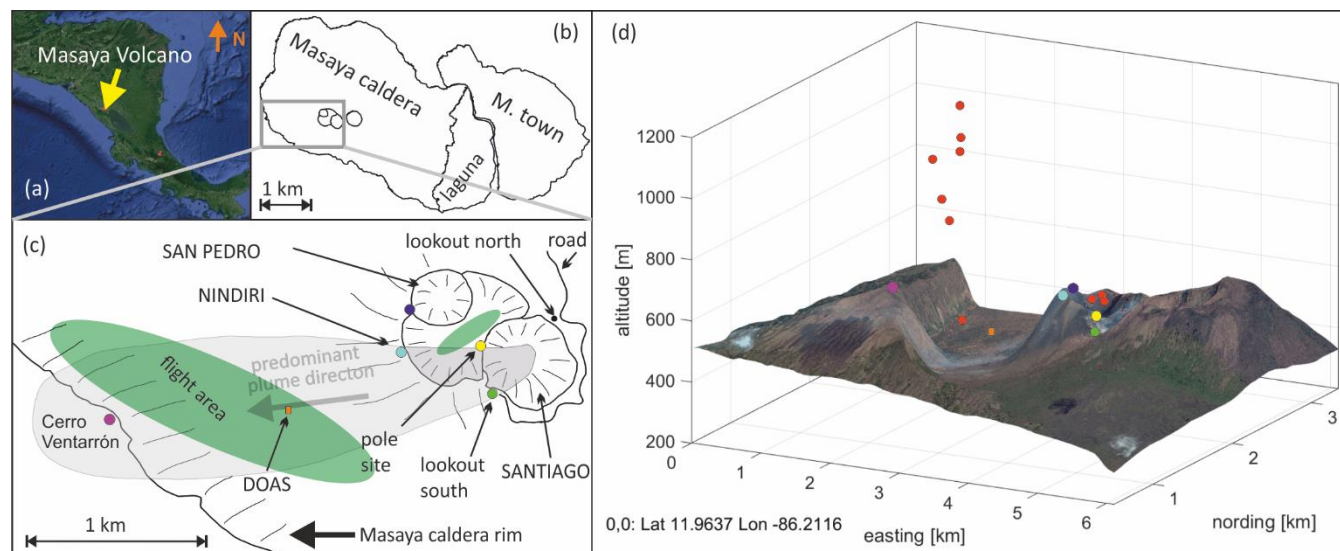 (a)
Masaya Volcano
N
(b)
Masaya caldera
M. town
laguna
1 km
(c)
SAN PEDRO
NINDIRI
lookout north
road
flight area
predominant
plume directon
Cerro
Ventarrón
DOAS
pole
site
lookout
south
SANTIAGO
1 km
Masaya caldera rim
(d)
altitude [m]
1200
1000
800
600
400
200
0
1
2
3
4
5
6
easting [km]
1
2
3
nording [km]
0,0: Lat 11.9637 Lon -86.2116